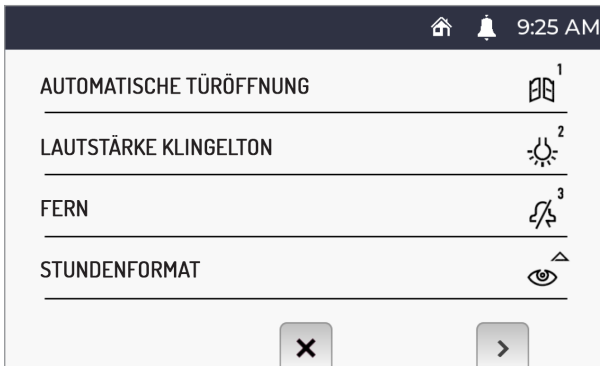 9:25 AM
AUTOMATISCHE TÜRÖFFNUNG 1
LAUTSTÄRKE KLINGELTON 2
FERN 3
STUNDENFORMAT